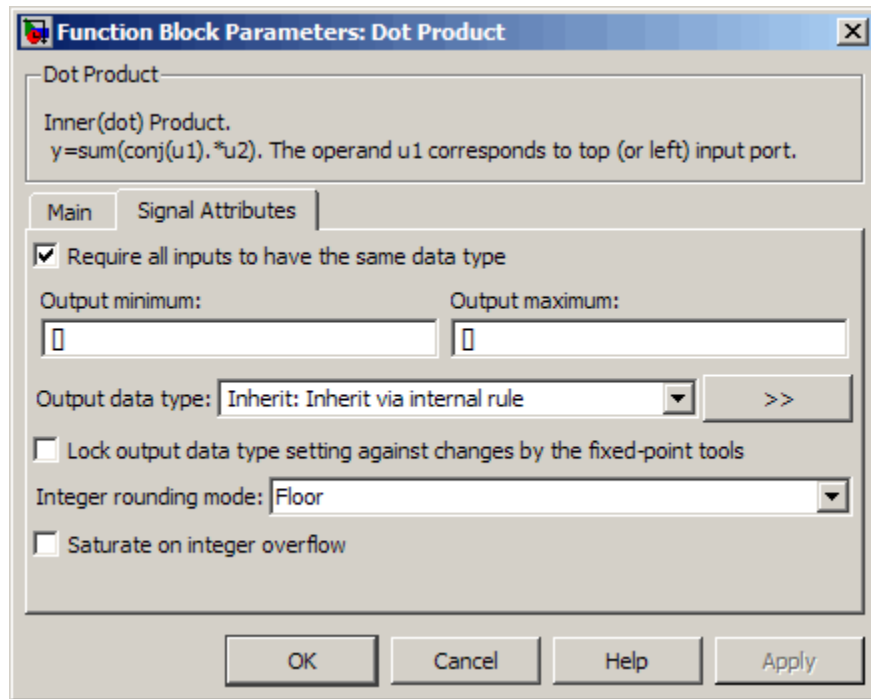 Function Block Parameters: Dot Product
Dot Product
Inner(dot) Product.
y=sum(conj(u1).*u2). The operand u1 corresponds to top (or left) input port.
Main Signal Attributes
Require all inputs to have the same data type
Output minimum: Output maximum:
[] []
Output data type: Inherit: Inherit via internal rule >>
Lock output data type setting against changes by the fixed-point tools
Integer rounding mode: Floor
Saturate on integer overflow
OK Cancel Help Apply